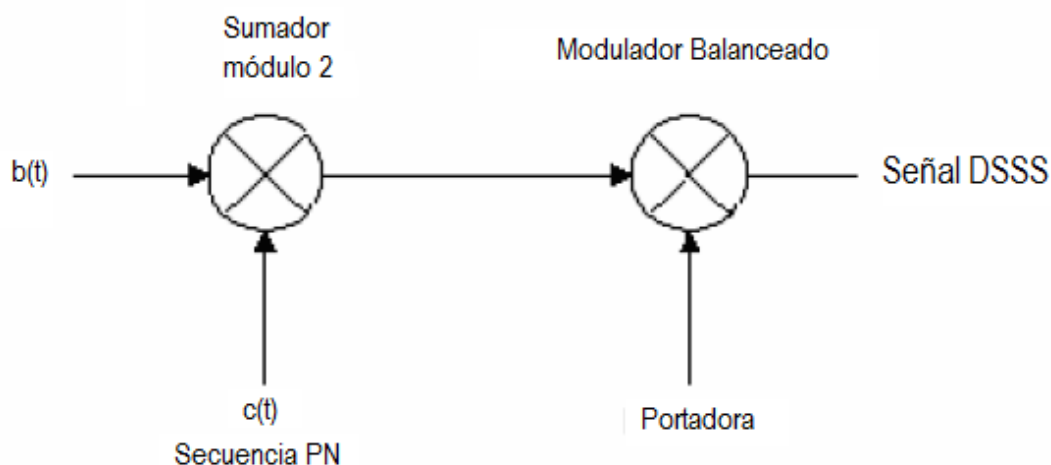 Sumador
módulo 2
Modulador Balanceado
b(t)
Señal DSSS
c(t)
Secuencia PN
Portadora